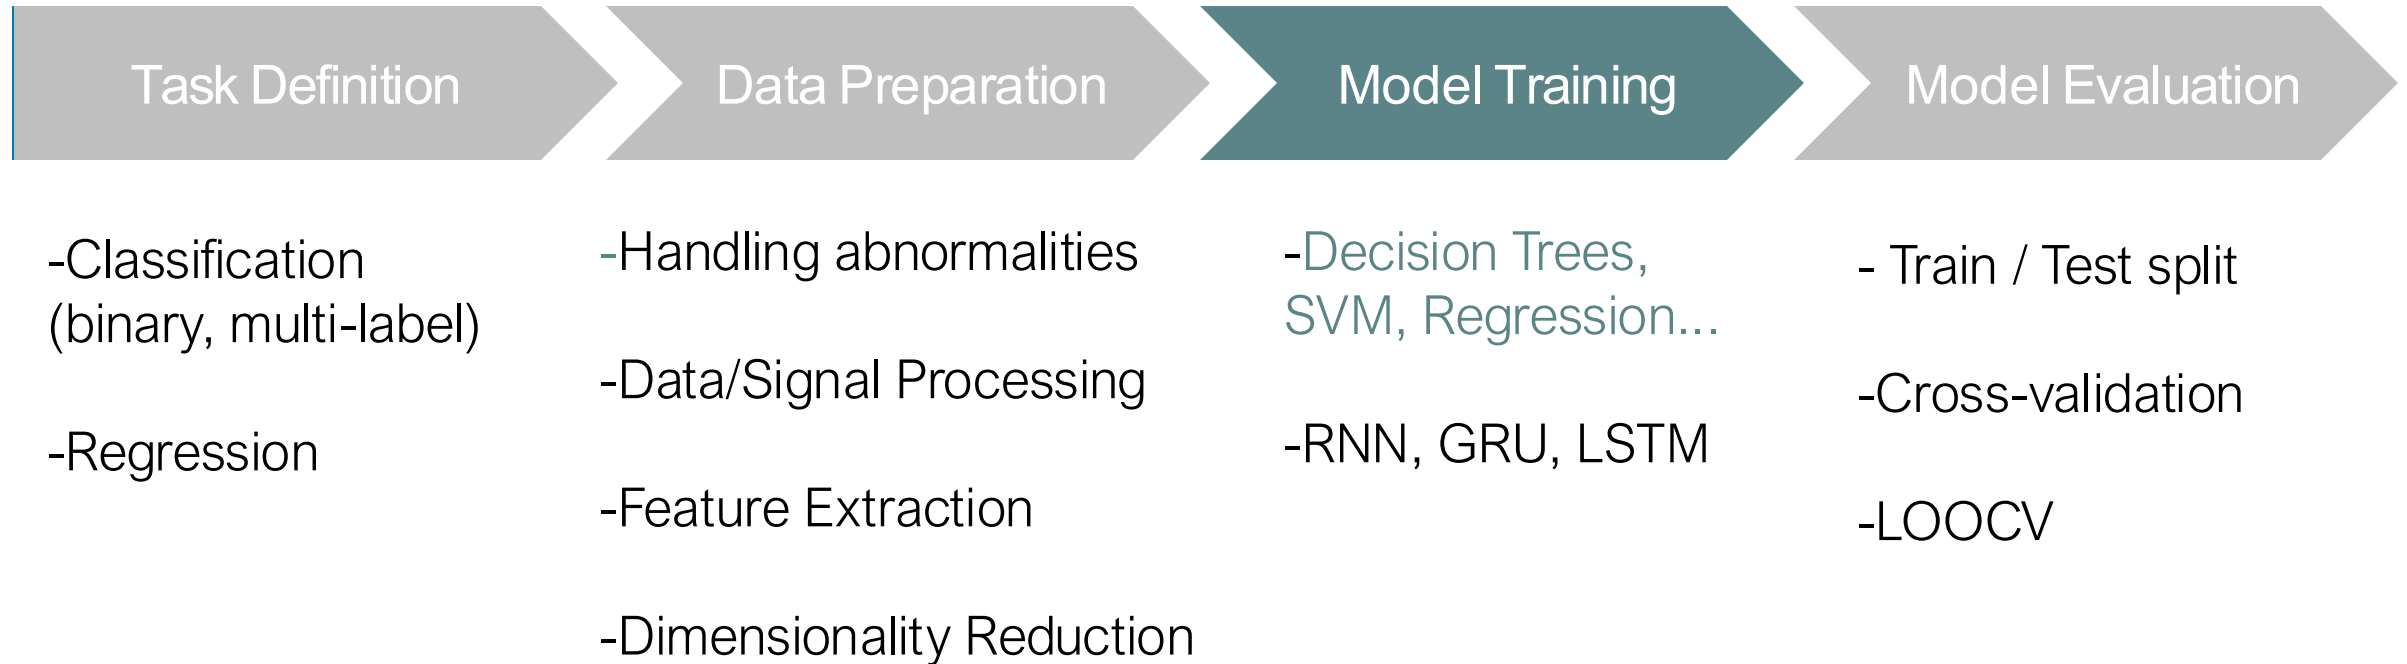 Task Definition
Data Preparation
Model Training
Model Evaluation
-Classification
(binary, multi-label)
-Regression
-Handling abnormalities
-Data/Signal Processing
-Feature Extraction
-Dimensionality Reduction
-Decision Trees,
SVM, Regression...
-RNN, GRU, LSTM
- Train / Test split
-Cross-validation
-LOOCV